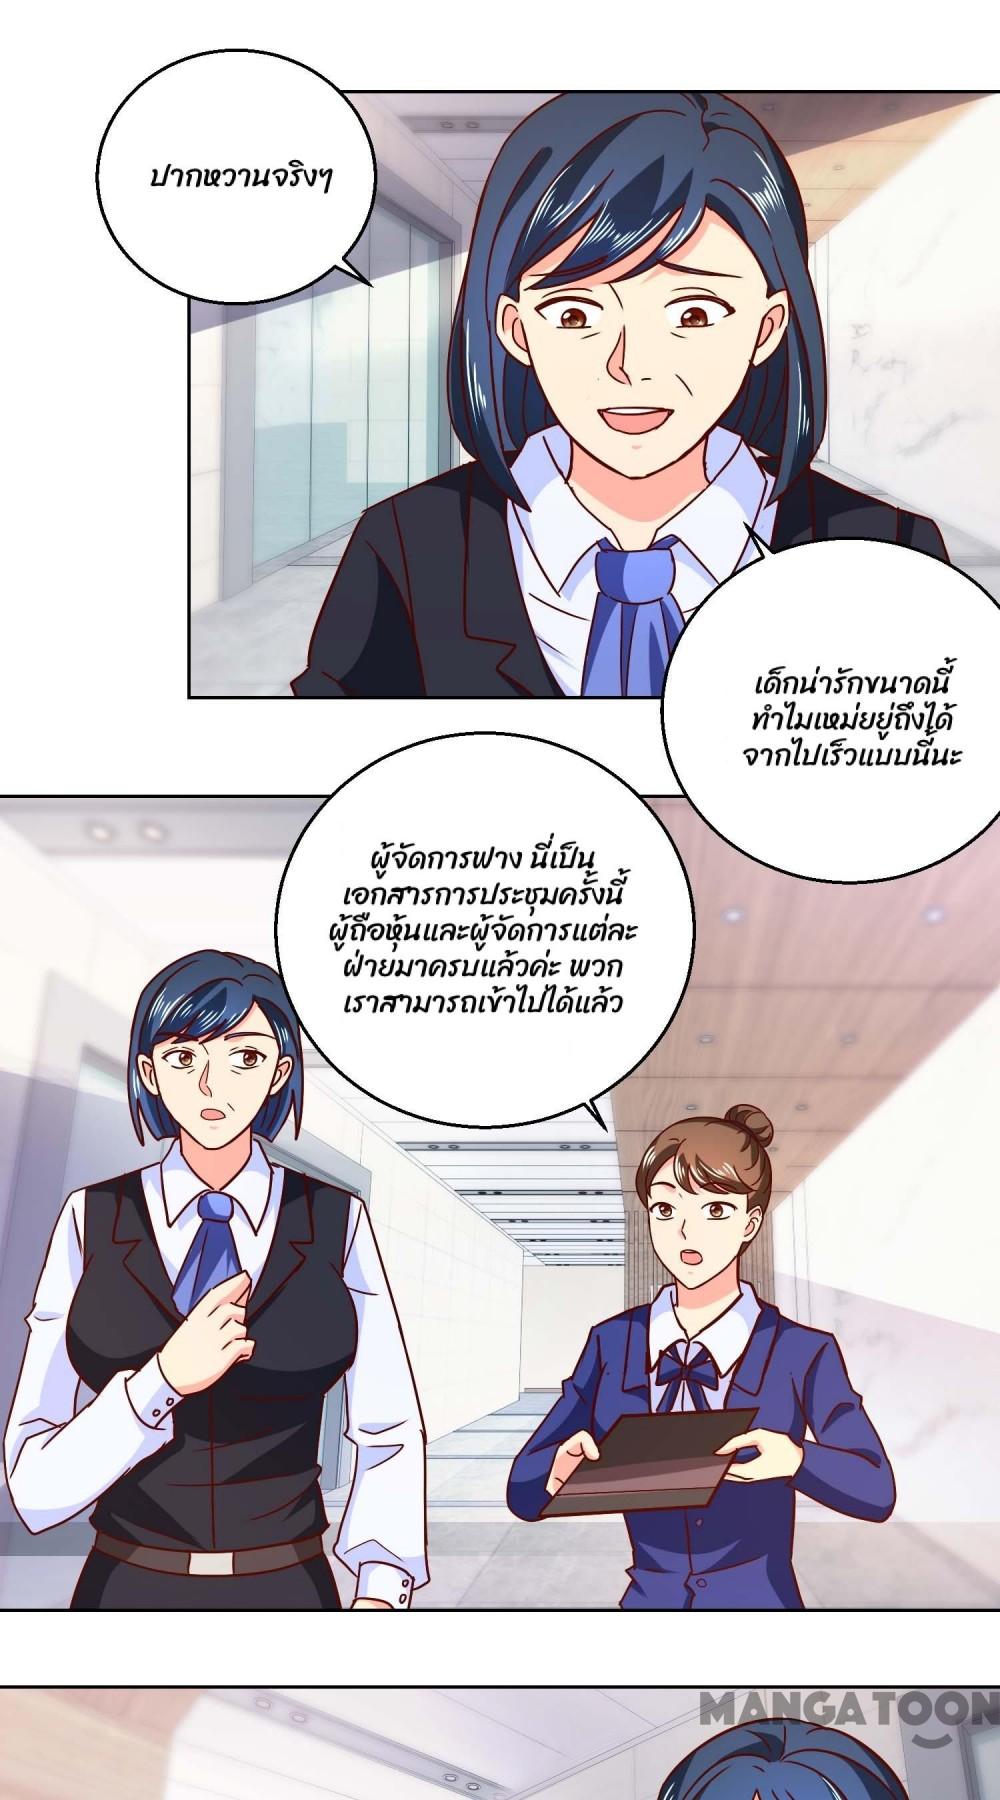 ปากหวานจริงๆ
เด็กน่ารักขนาดนี้
ทำไมเหม่ยยู่ถึงได้
จากไปเร็วแบบนี้นะ
ผู้จัดการฟาง นี่เป็น
เอกสารการประชุมครั้งนี้
ผู้ถือหุ้นและผู้จัดการแต่ละ
ฝ่ายมาครบแล้วค่ะ พวก
เราสามารถเข้าไปได้แล้ว
MANGATOON